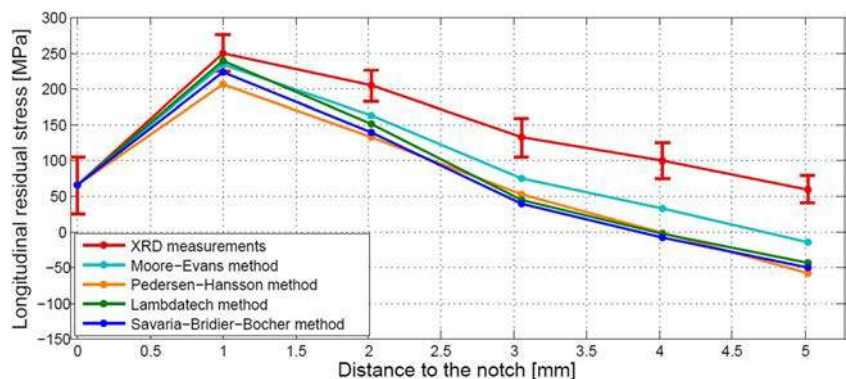 Longitudinal residual stress [MPa]
300
250
200
150
100
50
0
−50
−100
−150
XRD measurements
Moore−Evans method
Pedersen−Hansson method
Lambdatech method
Savaria−Bridier−Bocher method
0 0.5 1 1.5 2 2.5 3 3.5 4 4.5 5
Distance to the notch [mm]